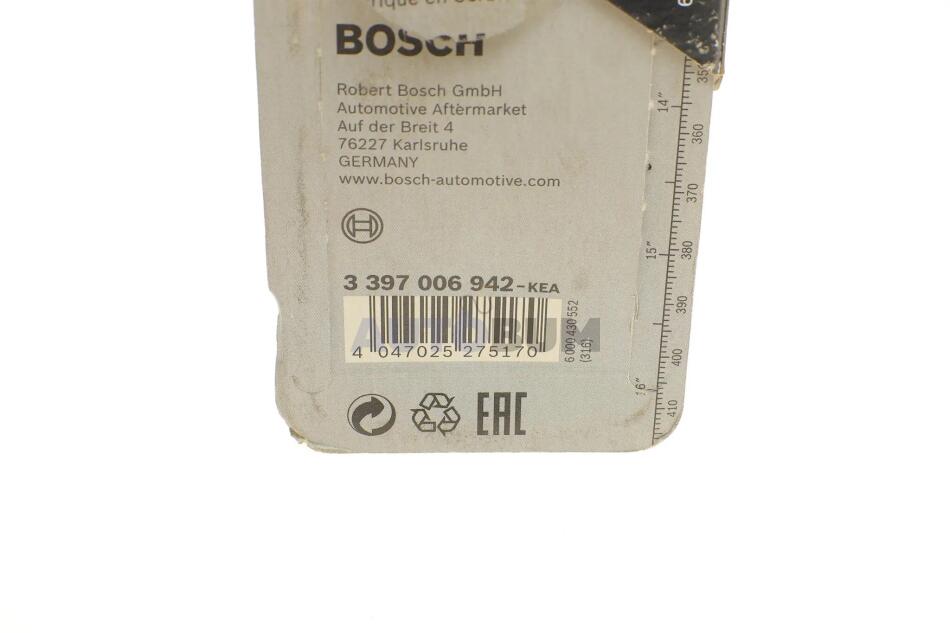 BOSCH
Robert Bosch GmbH
Automotive Aftermarket
Auf der Breit 4
76227 Karlsruhe
GERMANY
www.bosch-automotive.com
3 397 006 942-KEA
4 047025 275170
6 000 430 552
(316)
AUTORUM
EAC
14"
15"
360
370
380
390
400
410